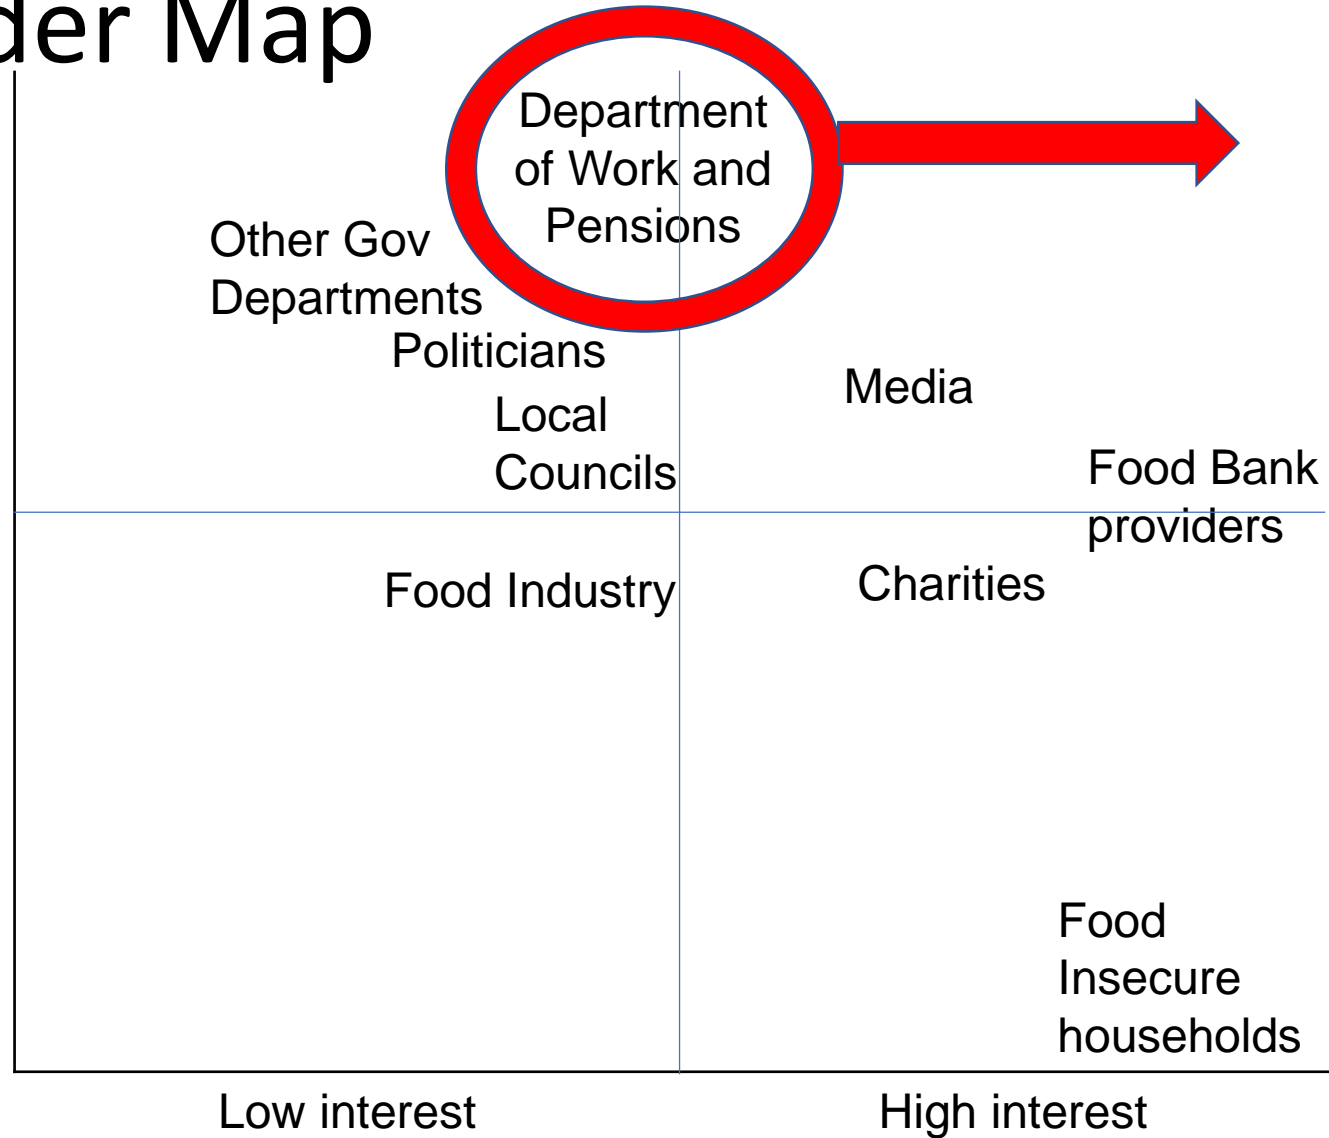 der Map
Department
of Work and
Pensions
Other Gov
Departments
Politicians
Local
Councils
Media
Food Bank
providers
Food Industry
Charities
Food
Insecure
households
Low interest
High interest